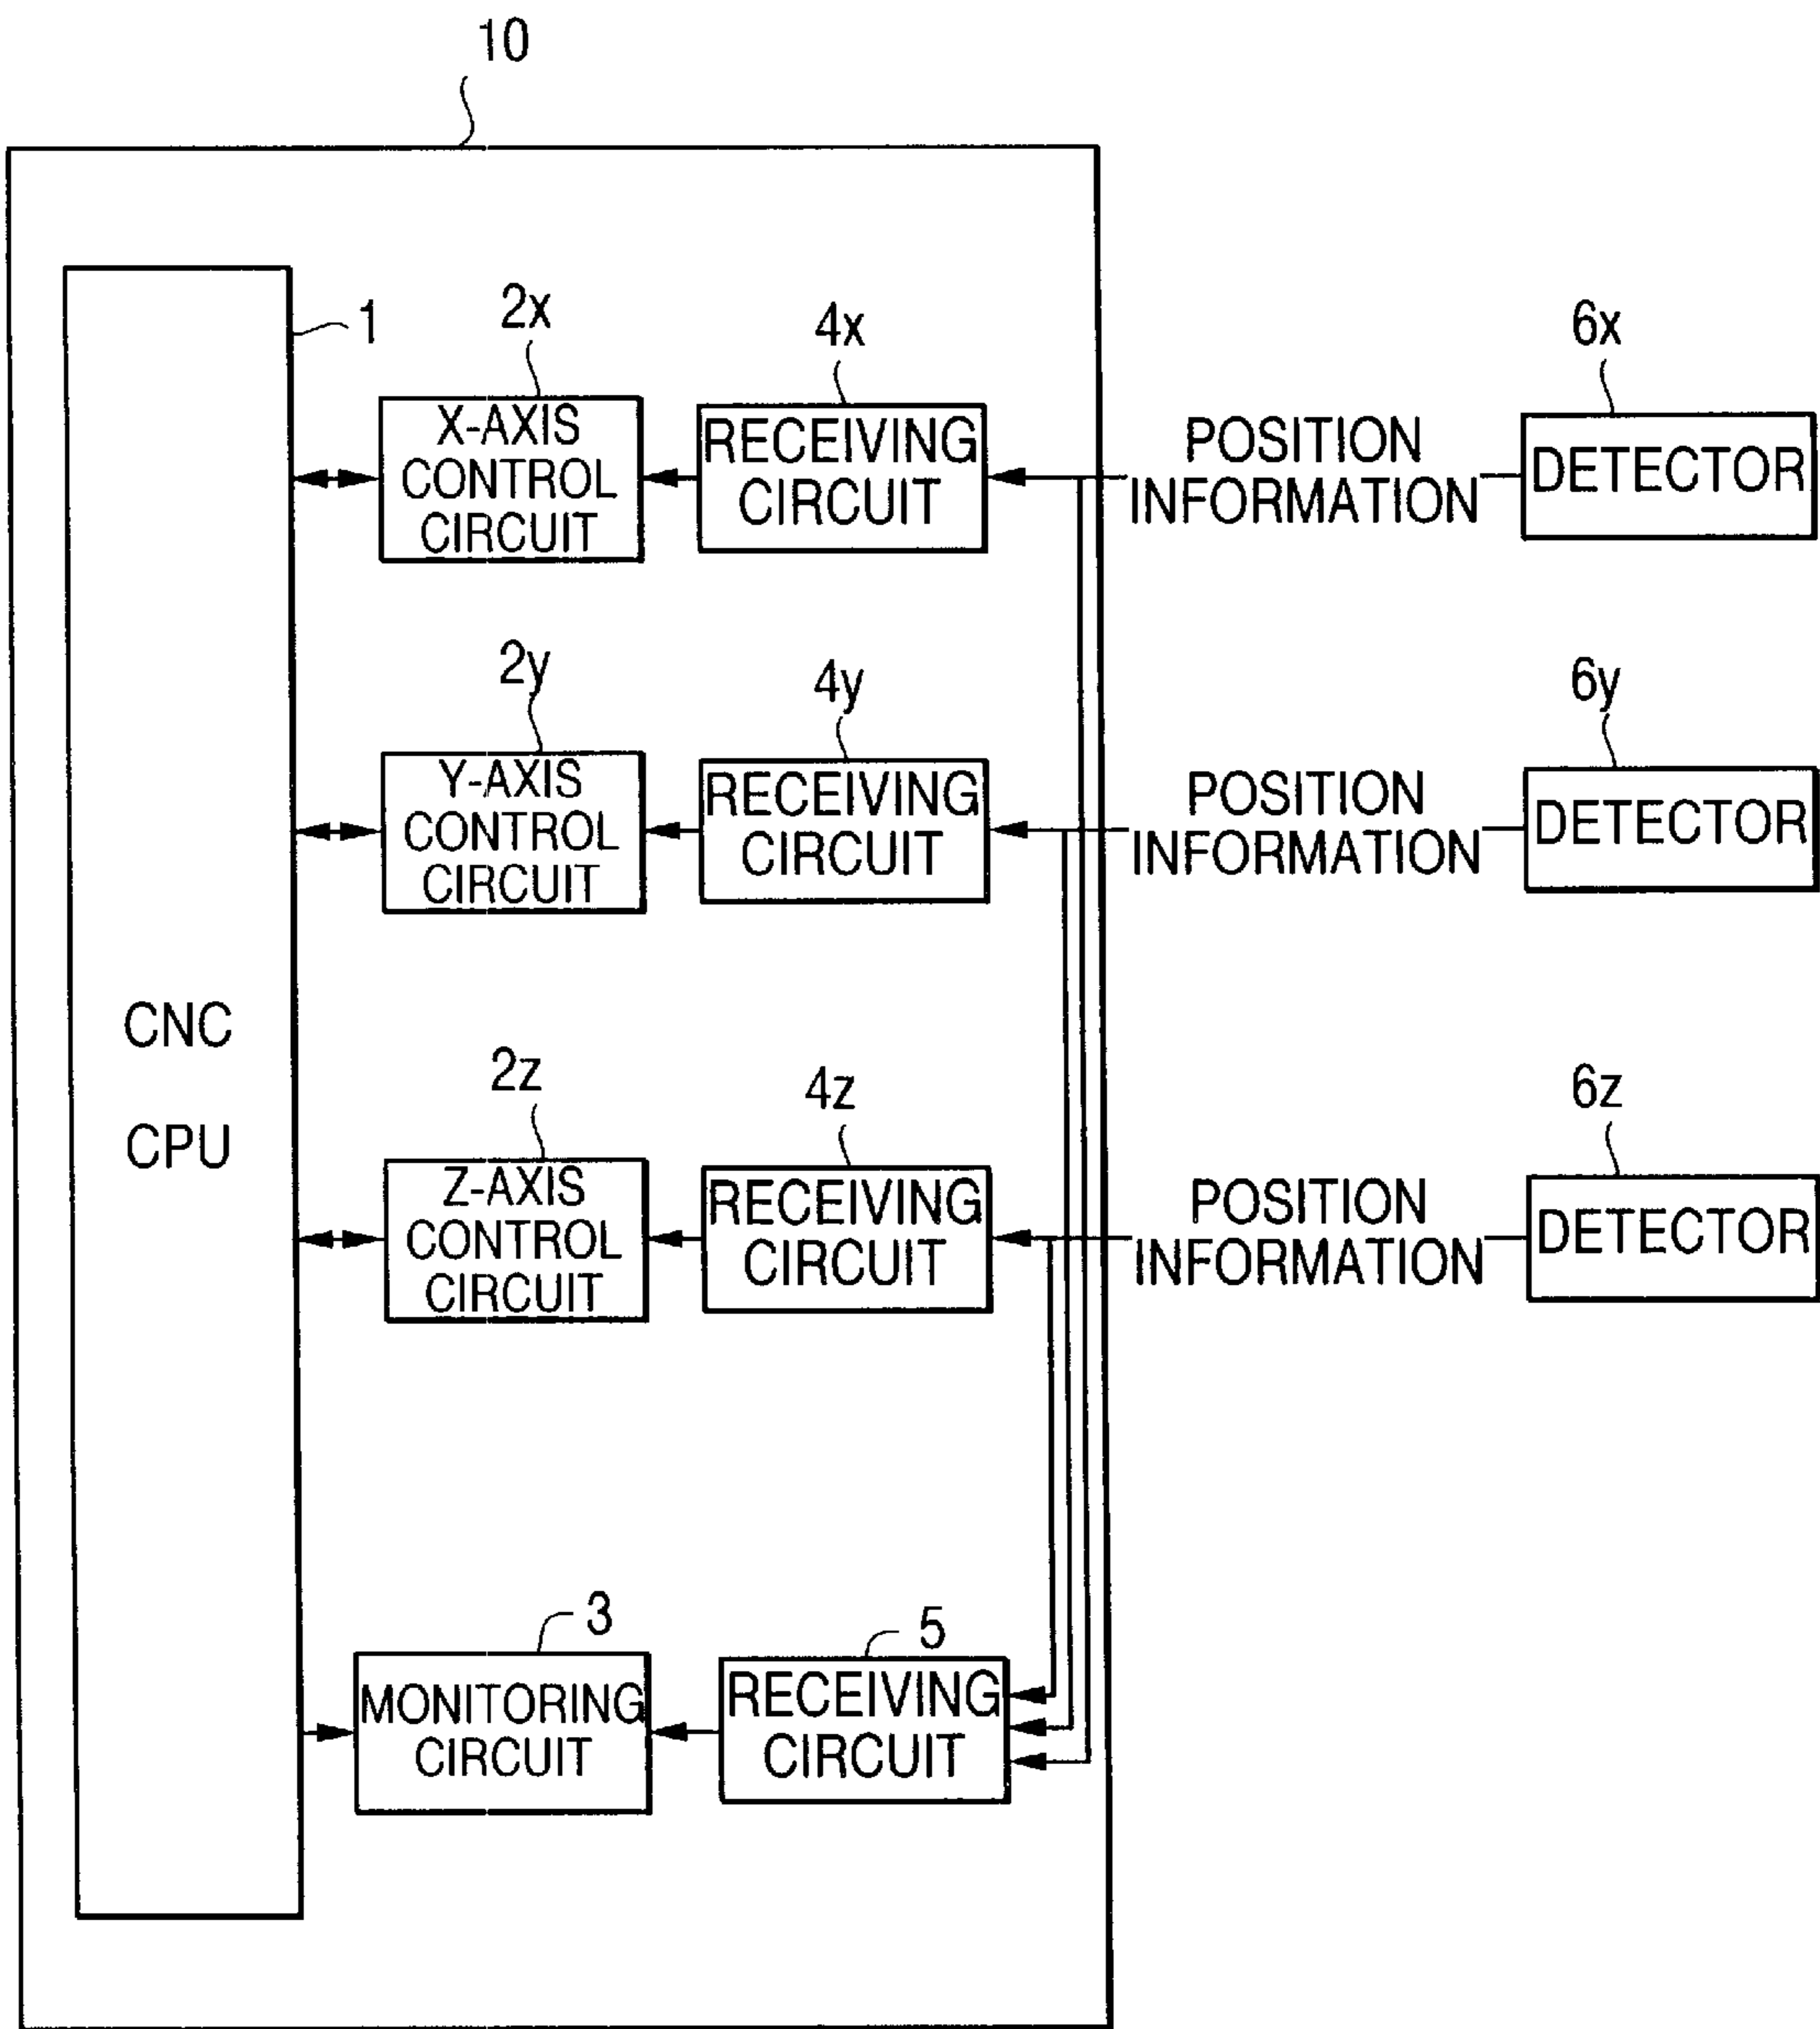 10
1
2x
4x
6x
X-AXIS
CONTROL
CIRCUIT
RECEIVING
CIRCUIT
POSITION
INFORMATION
DETECTOR
2y
4y
6y
Y-AXIS
CONTROL
CIRCUIT
RECEIVING
CIRCUIT
POSITION
INFORMATION
DETECTOR
CNC
CPU
2z
4z
6z
Z-AXIS
CONTROL
CIRCUIT
RECEIVING
CIRCUIT
POSITION
INFORMATION
DETECTOR
3
5
MONITORING
CIRCUIT
RECEIVING
CIRCUIT